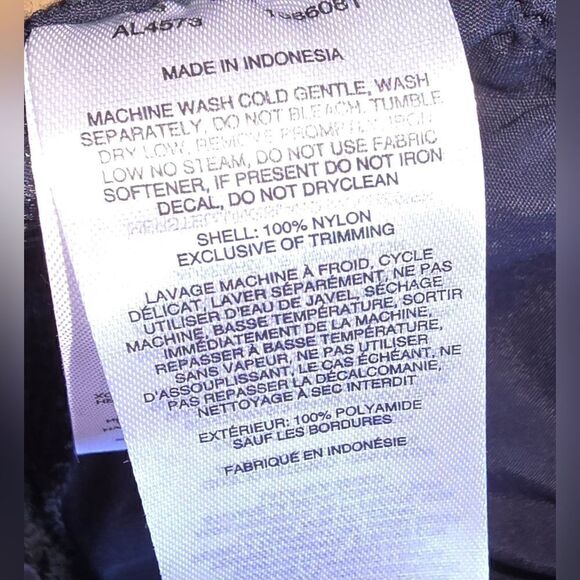 AL4573
MADE IN INDONESIA
MACHINE WASH COLD GENTLE, WASH
SEPARATELY, DO NOT BLEACH, TUMBLE
DRY LOW, REMOVE PROMPTLY, IRON
LOW NO STEAM, DO NOT USE FABRIC
SOFTENER, IF PRESENT DO NOT IRON
DECAL, DO NOT DRYCLEAN
SHELL: 100% NYLON
EXCLUSIVE OF TRIMMING
LAVAGE MACHINE À FROID, CYCLE
DÉLICAT, LAVER SÉPARÉMENT, NE PAS
UTILISER D'EAU DE JAVEL, SÉCHAGE
MACHINE, BASSE TEMPÉRATURE, SORTIR
IMMÉDIATEMENT DE LA MACHINE,
REPASSER À BASSE TEMPÉRATURE,
SANS VAPEUR, NE PAS UTILISER
D'ASSOUPLISSANT, LE CAS ÉCHÉANT, NE
PAS REPASSER LA DÉCALCOMANIE,
NETTOYAGE À SEC INTERDIT
EXTÉRIEUR: 100% POLYAMIDE
SAUF LES BORDURES
FABRIQUÉ EN INDONÉSIE